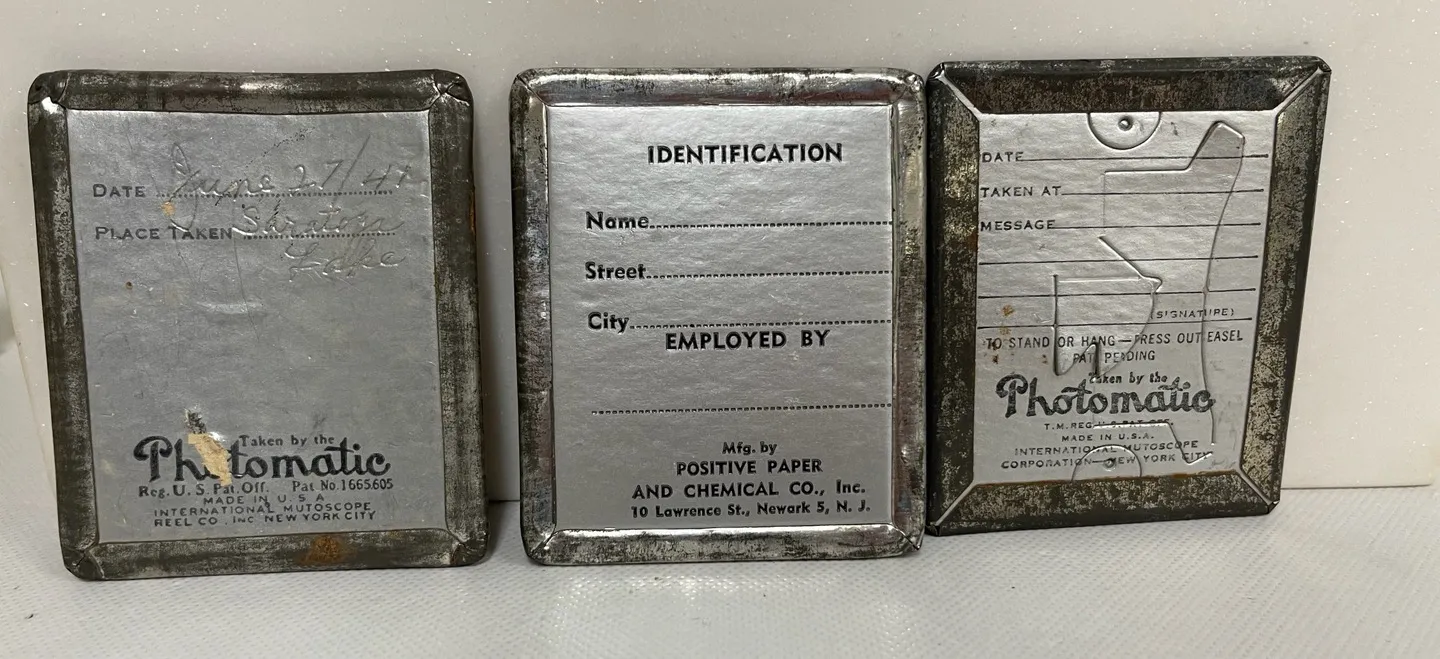 DATE June 27/41
PLACE TAKEN
Lake
Taken by the
Photomatic
Reg. U. S. Pat. Off. Pat No. 1665605
MADE IN U. S A
INTERNATIONAL MUTOSCOPE
REEL CO. INC NEW YORK CITY
IDENTIFICATION
Name
Street
City
EMPLOYED BY
Mfg. by
POSITIVE PAPER
AND CHEMICAL CO., Inc.
10 Lawrence St., Newark 5, N. J.
DATE
TAKEN AT
MESSAGE
(SIGNATURE)
TO STAND OR HANG — PRESS OUT EASEL
PAT. PENDING
Taken by the
Photomatic
T.M. REG. U.S. PAT. OFF.
MADE IN U.S.A.
INTERNATIONAL MUTOSCOPE
CORPORATION — NEW YORK CITY